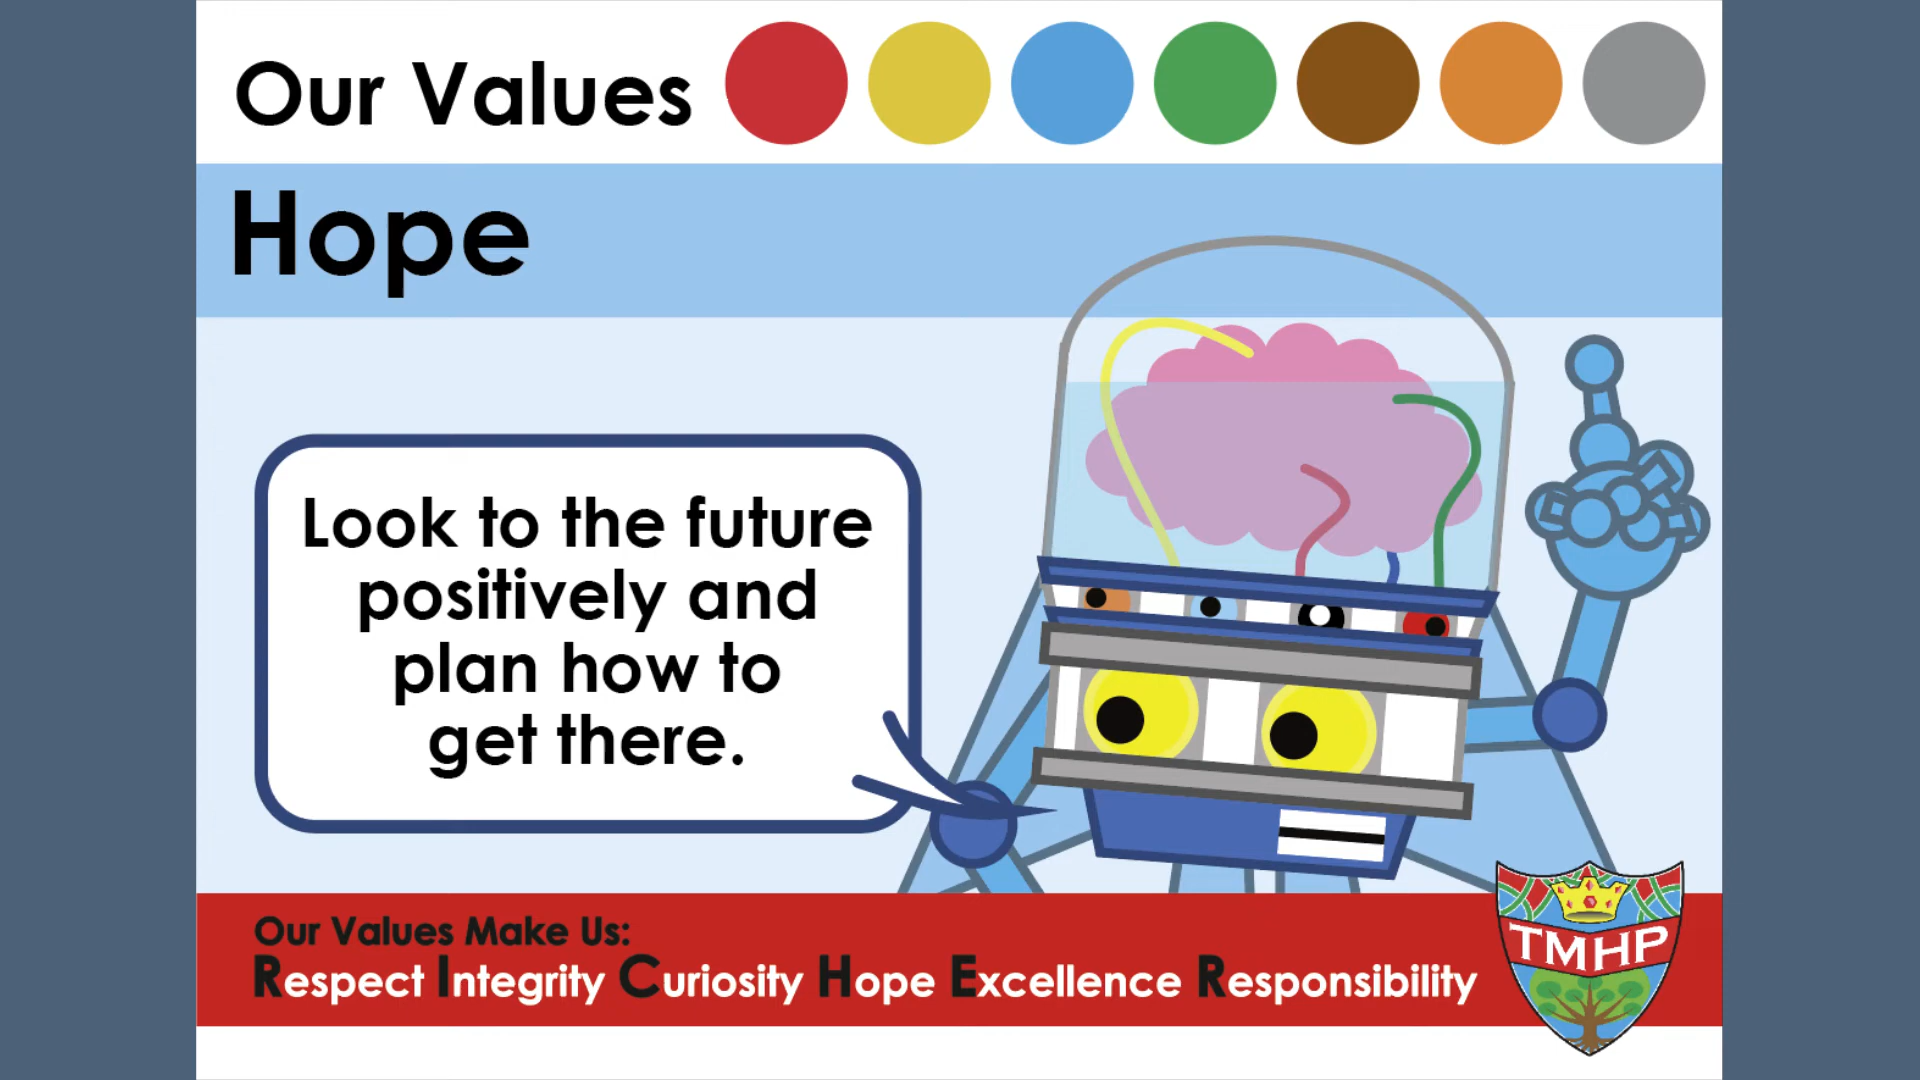 Our Values
Hope
Look to the future
positively and
plan how to
get there.
Our Values Make Us:
Respect Integrity Curiosity Hope Excellence Responsibility
TMHP